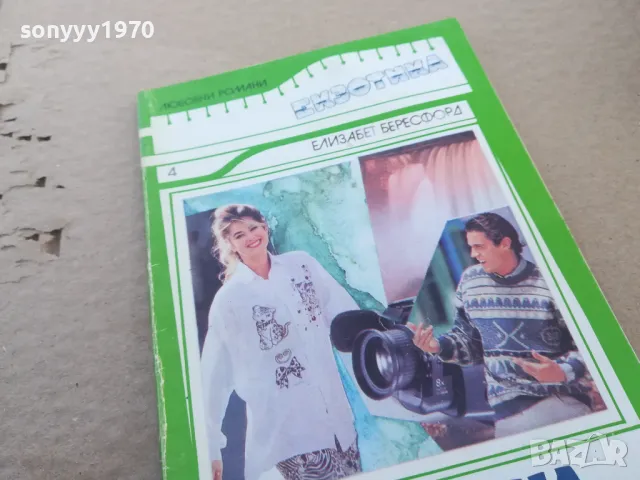 sonyyy1970
ЛЮБОВНИ РОМАНИ
ЕКЗОТИКА
4
ЕЛИЗАБЕТ БЕРЕСФОРД
BAZAR